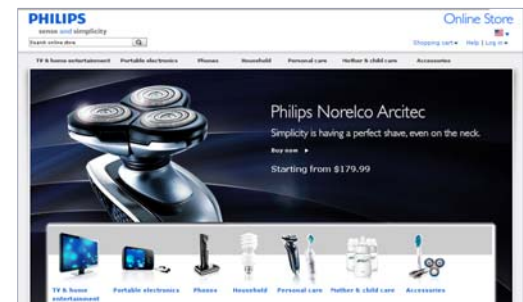 PHILIPS
sense and simplicity
Online Store
Search online store
Shopping cart Help | Log in
TV & home entertainment Portable electronics Phones Household Personal care Mother & child care Accessories
Philips Norelco Arcitec
Simplicity is having a perfect shave, even on the neck.
Buy now
Starting from $179.99
TV & home entertainment
Portable electronics
Phones
Household
Personal care
Mother & child care
Accessories